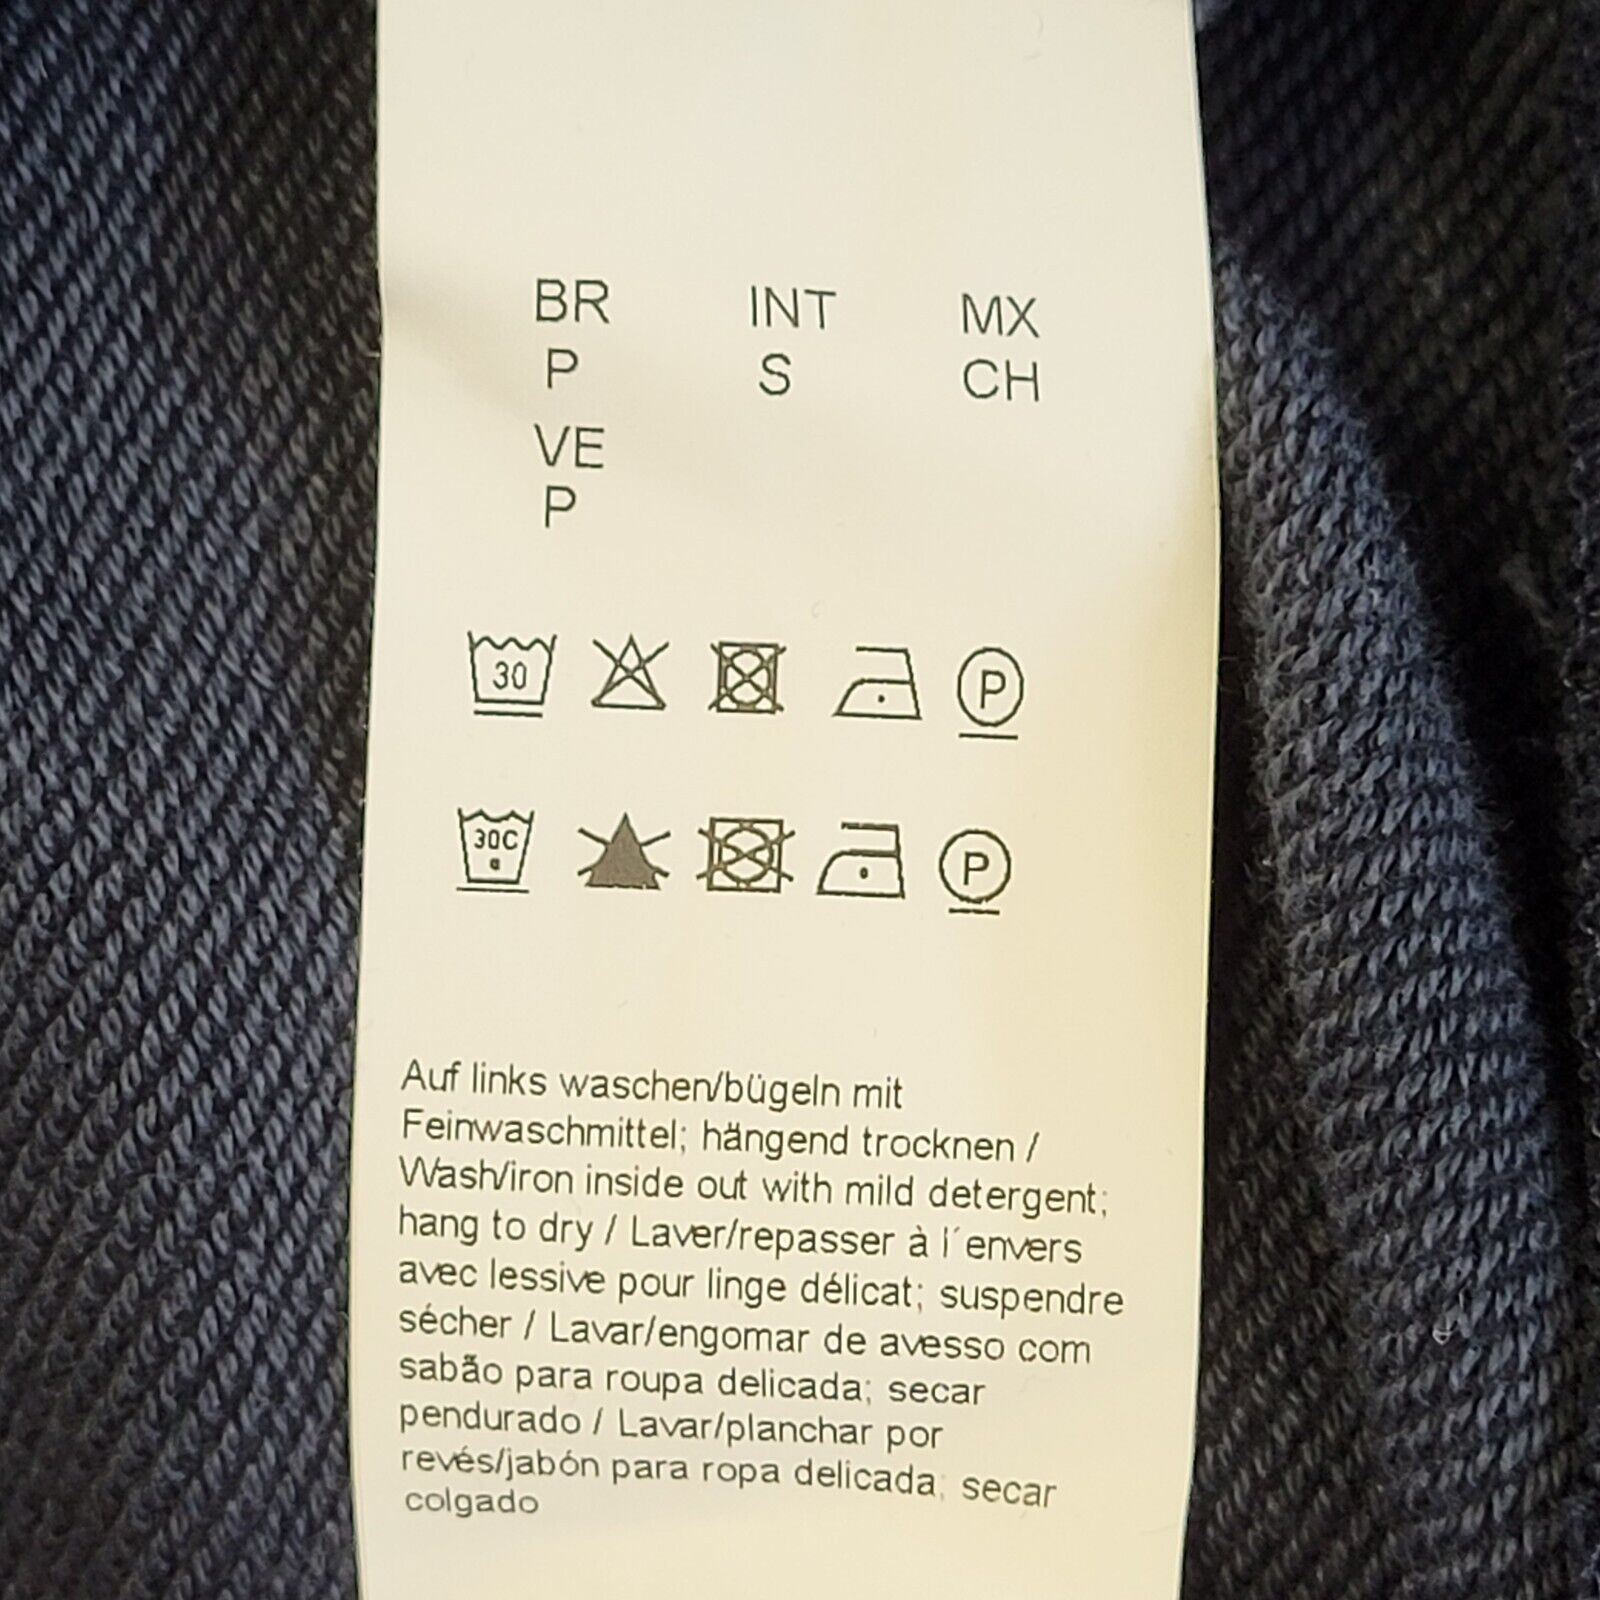 BR INT MX
P S CH
VE
P
30 P
30C P
Auf links waschen/bügeln mit
Feinwaschmittel; hängend trocknen /
Wash/iron inside out with mild detergent;
hang to dry / Laver/repasser à l´envers
avec lessive pour linge délicat; suspendre
sécher / Lavar/engomar de avesso com
sabão para roupa delicada; secar
pendurado / Lavar/planchar por
revés/jabón para ropa delicada; secar
colgado